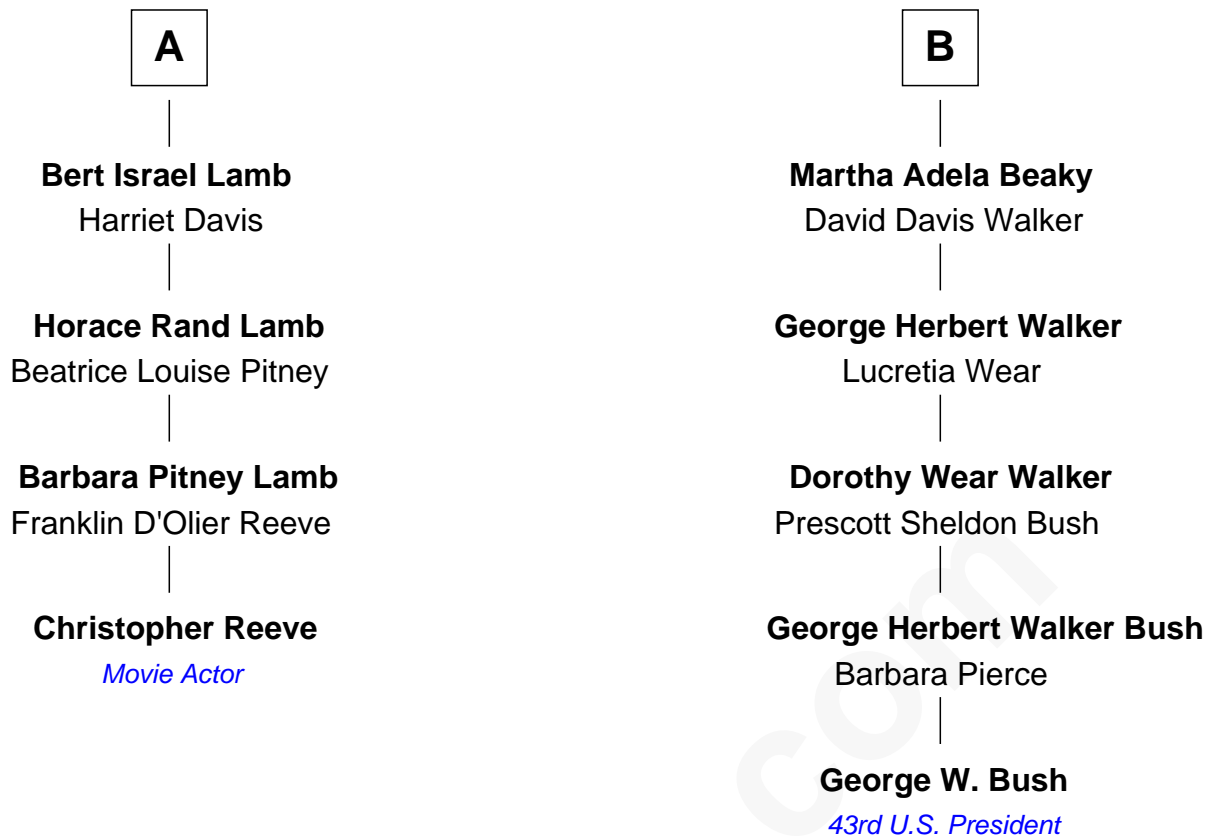 A
Bert Israel Lamb
Harriet Davis
Horace Rand Lamb
Beatrice Louise Pitney
Barbara Pitney Lamb
Franklin D'Olier Reeve
Christopher Reeve
Movie Actor
B
Martha Adela Beaky
David Davis Walker
George Herbert Walker
Lucretia Wear
Dorothy Wear Walker
Prescott Sheldon Bush
George Herbert Walker Bush
Barbara Pierce
George W. Bush
43rd U.S. President
com